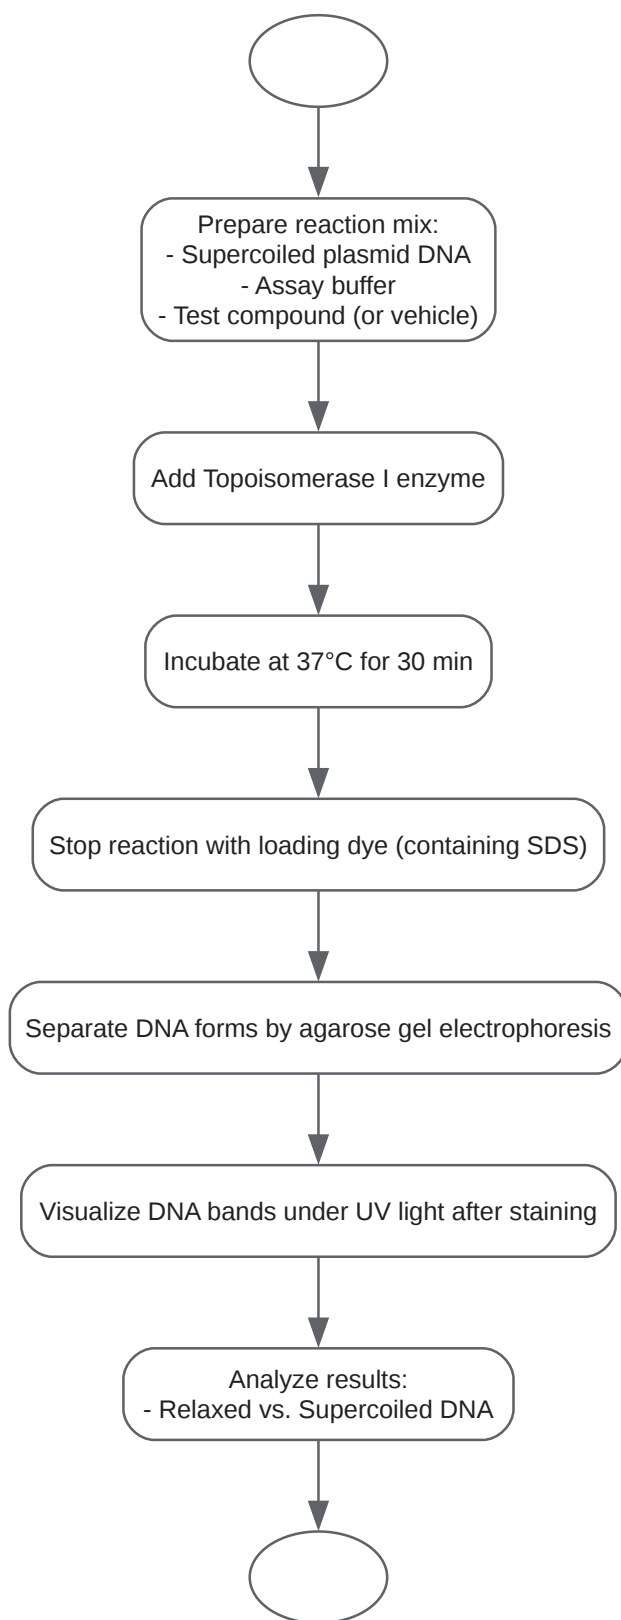 Prepare reaction mix:
- Supercoiled plasmid DNA
- Assay buffer
- Test compound (or vehicle)
Add Topoisomerase I enzyme
Incubate at 37°C for 30 min
Stop reaction with loading dye (containing SDS)
Separate DNA forms by agarose gel electrophoresis
Visualize DNA bands under UV light after staining
Analyze results:
- Relaxed vs. Supercoiled DNA